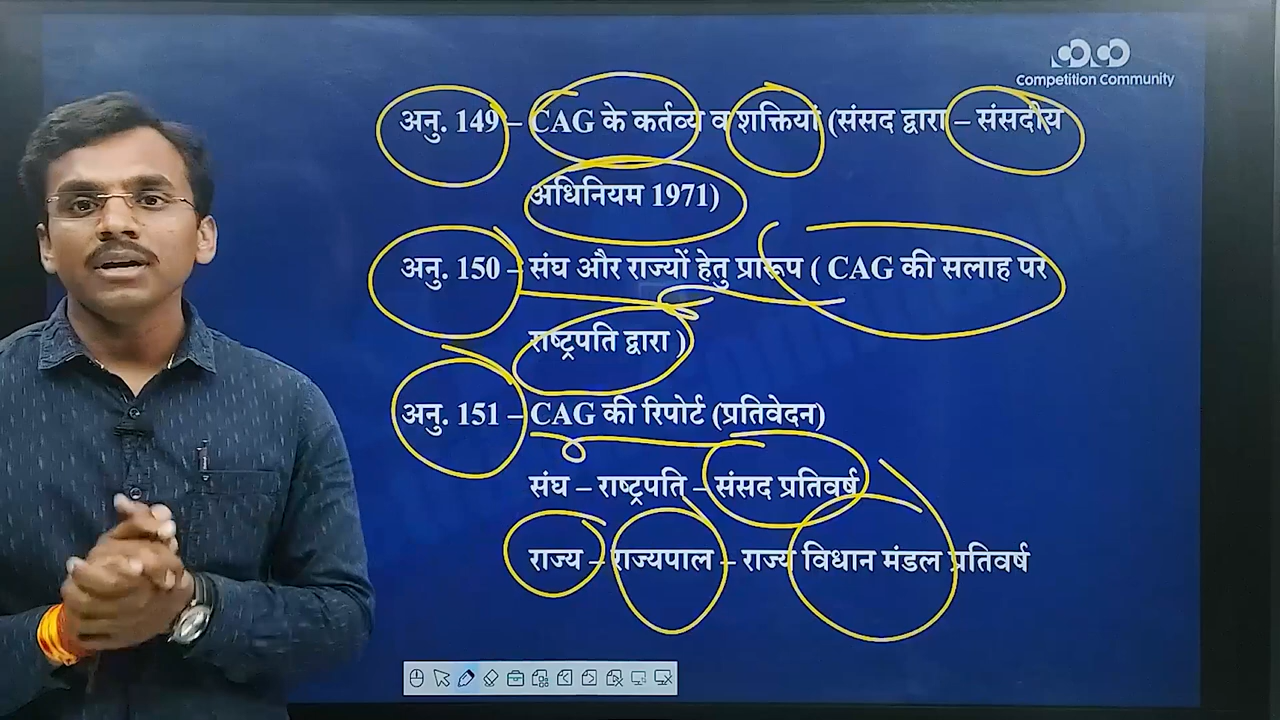 Competition Community
अनु. 149 – CAG के कर्तव्य व शक्तियां (संसद द्वारा – संसदीय
अधिनियम 1971)
अनु. 150 – संघ और राज्यों हेतु प्रारूप ( CAG की सलाह पर
राष्ट्रपति द्वारा )
अनु. 151 – CAG की रिपोर्ट (प्रतिवेदन)
संघ – राष्ट्रपति – संसद प्रतिवर्ष
राज्य – राज्यपाल – राज्य विधान मंडल प्रतिवर्ष